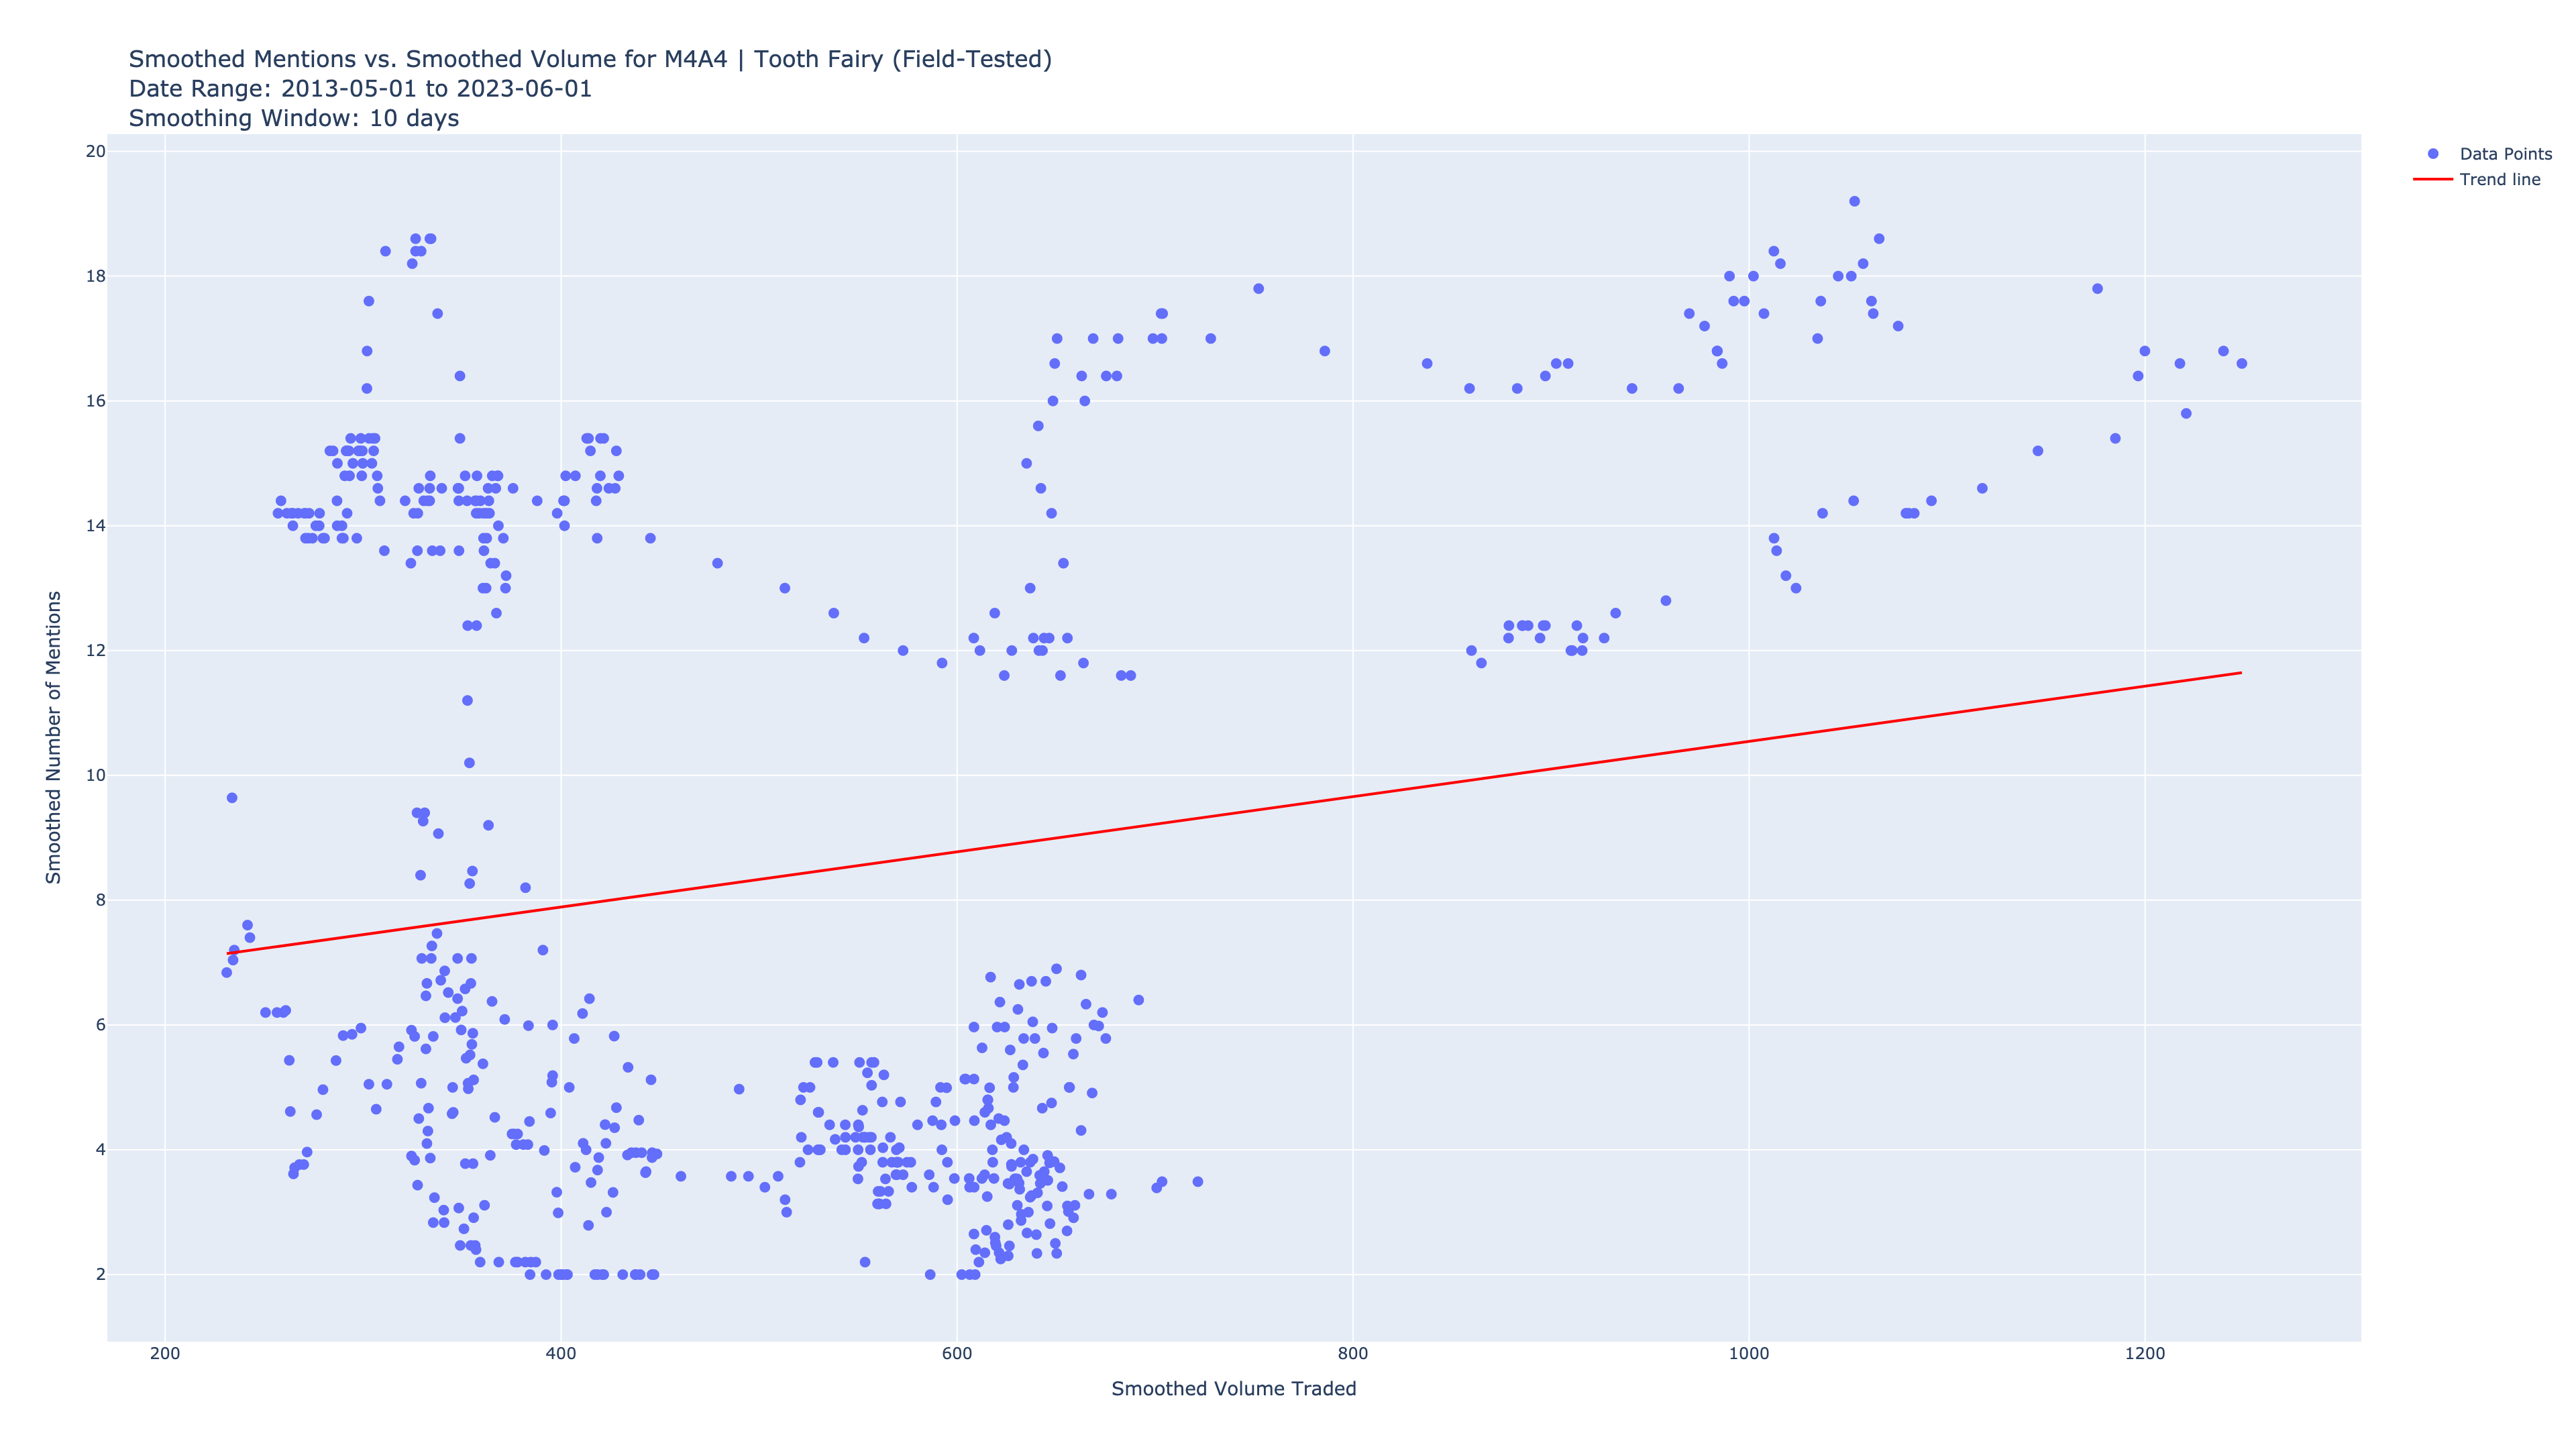 Smoothed Mentions vs. Smoothed Volume for M4A4 | Tooth Fairy (Field-Tested)
Date Range: 2013-05-01 to 2023-06-01
Smoothing Window: 10 days
Data Points
Trend line
20
18
16
14
12
10
8
6
4
2
Smoothed Number of Mentions
200
400
600
800
1000
1200
Smoothed Volume Traded